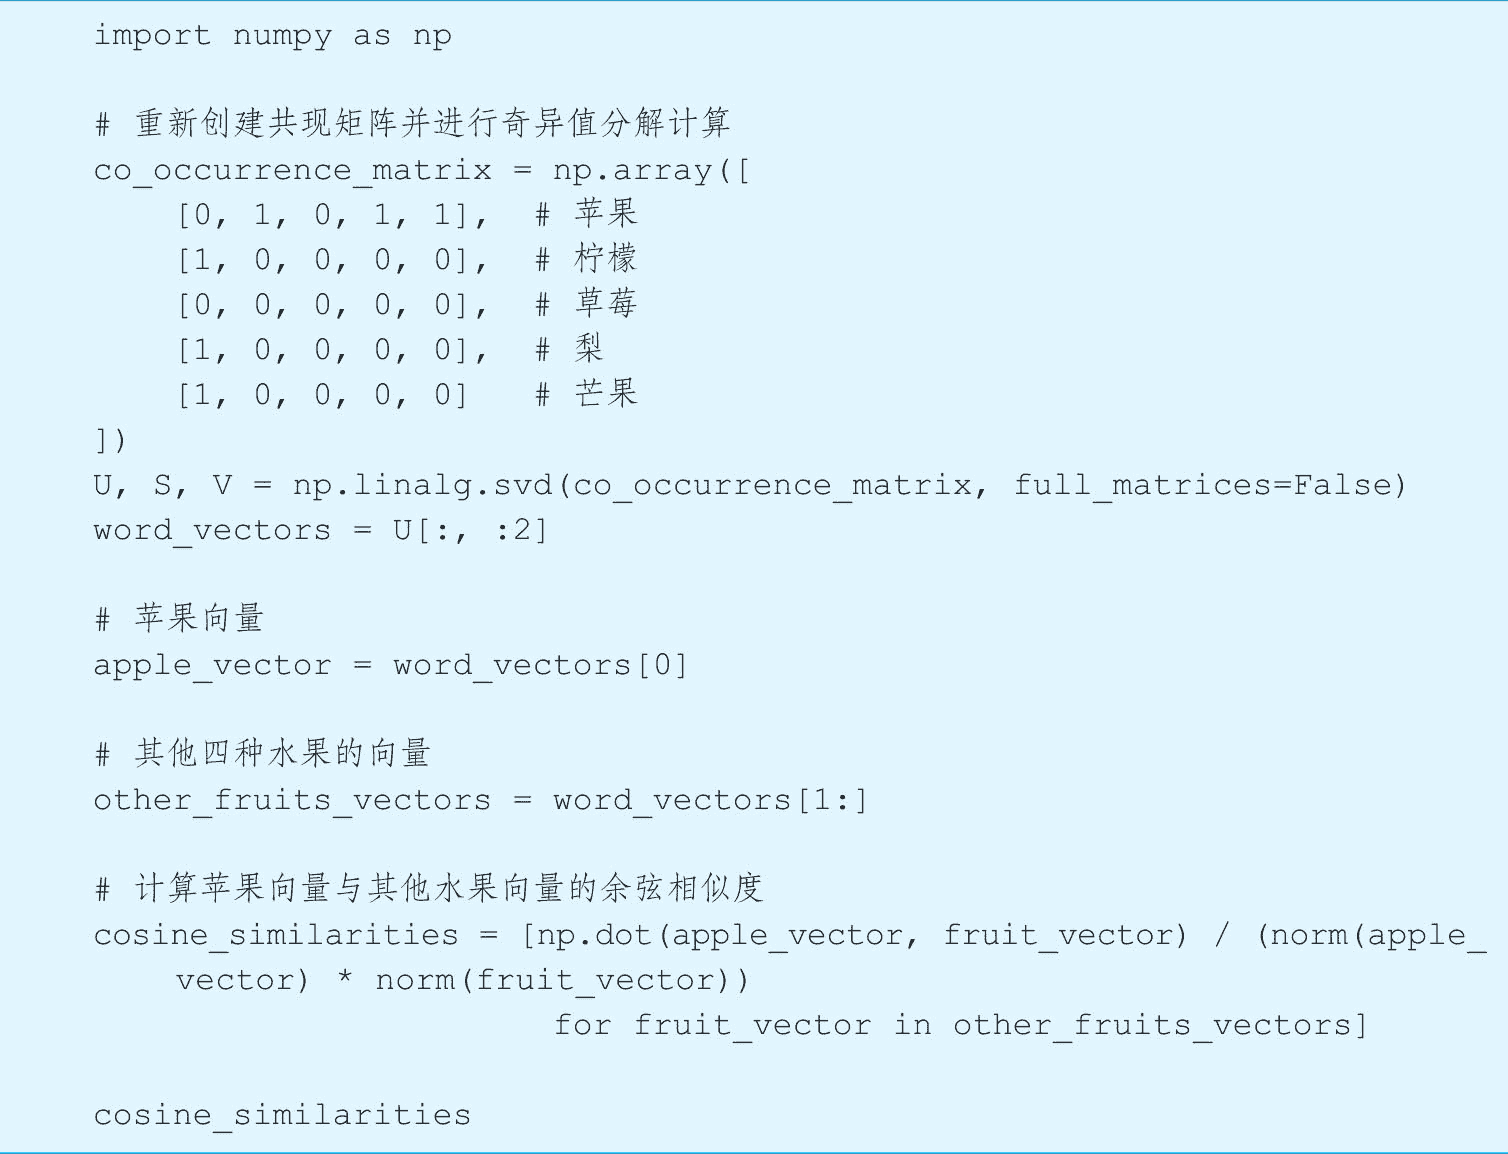 import numpy as np
# 重新创建共现矩阵并进行奇异值分解计算
co_occurrence_matrix = np.array([
[0, 1, 0, 1, 1],  # 苹果
[1, 0, 0, 0, 0],  # 柠檬
[0, 0, 0, 0, 0],  # 草莓
[1, 0, 0, 0, 0],  # 梨
[1, 0, 0, 0, 0]   # 芒果
])
U, S, V = np.linalg.svd(co_occurrence_matrix, full_matrices=False)
word_vectors = U[:, :2]
# 苹果向量
apple_vector = word_vectors[0]
# 其他四种水果的向量
other_fruits_vectors = word_vectors[1:]
# 计算苹果向量与其他水果向量的余弦相似度
cosine_similarities = [np.dot(apple_vector, fruit_vector) / (norm(apple_
vector) * norm(fruit_vector))
for fruit_vector in other_fruits_vectors]
cosine_similarities